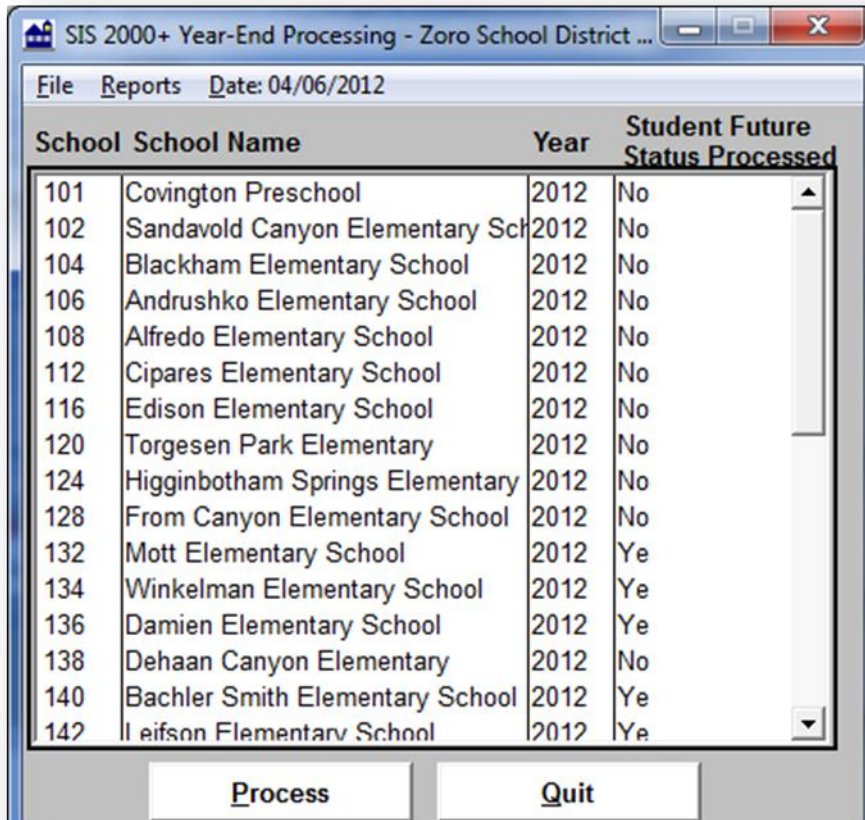 SIS 2000+ Year-End Processing - Zoro School District ...
File Reports Date: 04/06/2012
School School Name Year Student Future Status Processed
101 Covington Preschool 2012 No
102 Sandavold Canyon Elementary Sch 2012 No
104 Blackham Elementary School 2012 No
106 Andrushko Elementary School 2012 No
108 Alfredo Elementary School 2012 No
112 Cipares Elementary School 2012 No
116 Edison Elementary School 2012 No
120 Torgesen Park Elementary 2012 No
124 Higginbotham Springs Elementary 2012 No
128 From Canyon Elementary School 2012 No
132 Mott Elementary School 2012 Ye
134 Winkelman Elementary School 2012 Ye
136 Damien Elementary School 2012 Ye
138 Dehaan Canyon Elementary 2012 No
140 Bachler Smith Elementary School 2012 Ye
142 Leifson Elementary School 2012 Ye
Process Quit